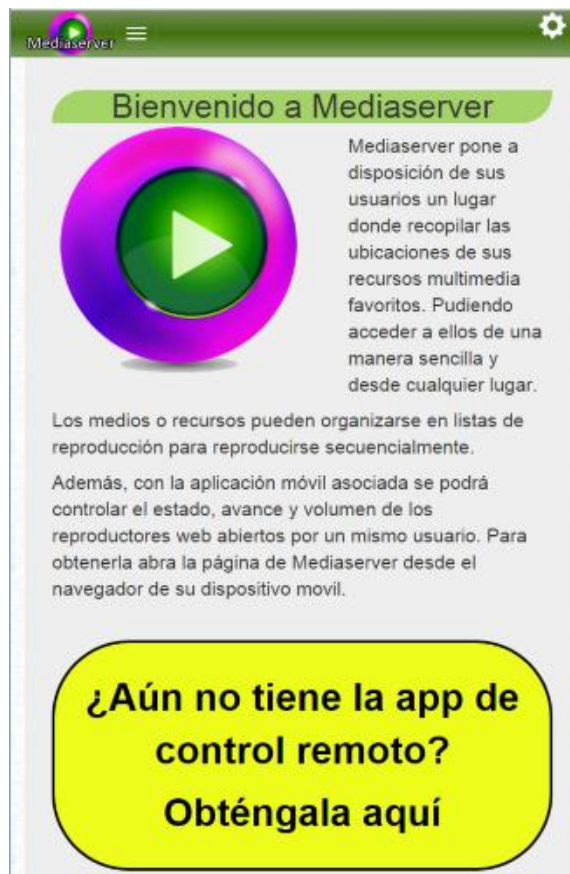 Mediaserver
Bienvenido a Mediaserver
Mediaserver pone a
disposición de sus
usuarios un lugar
donde recopilar las
ubicaciones de sus
recursos multimedia
favoritos. Pudiendo
acceder a ellos de una
manera sencilla y
desde cualquier lugar.
Los medios o recursos pueden organizarse en listas de
reproducción para reproducirse secuencialmente.
Además, con la aplicación móvil asociada se podrá
controlar el estado, avance y volumen de los
reproductores web abiertos por un mismo usuario. Para
obtenerla abra la página de Mediaserver desde el
navegador de su dispositivo movil.
¿Aún no tiene la app de
control remoto?
Obténgala aquí